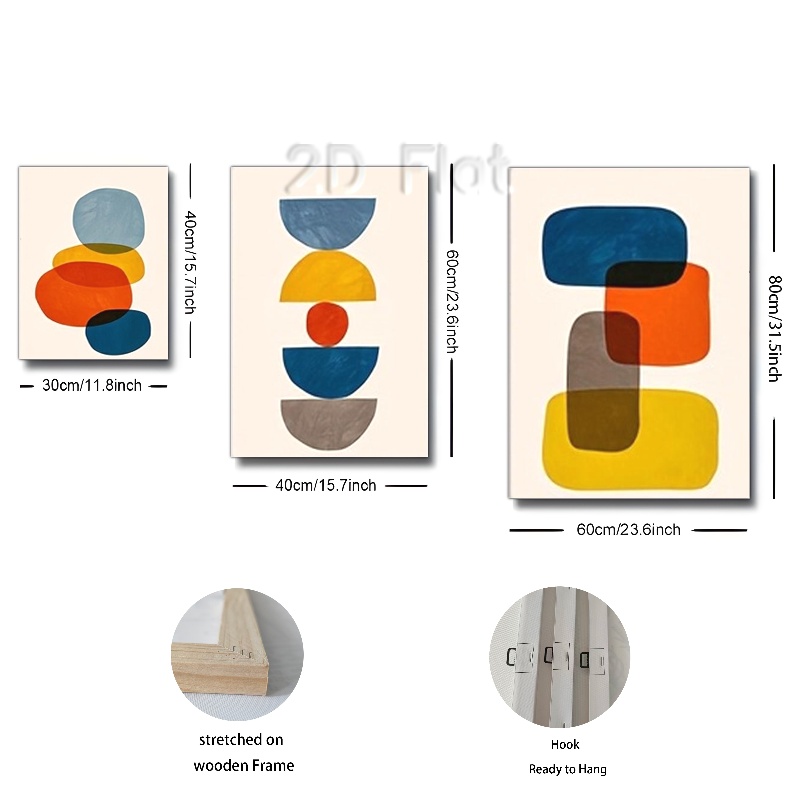 2D Flat
40cm/15.7inch
30cm/11.8inch
60cm/23.6inch
40cm/15.7inch
80cm/31.5inch
60cm/23.6inch
stretched on
wooden Frame
Hook
Ready to Hang